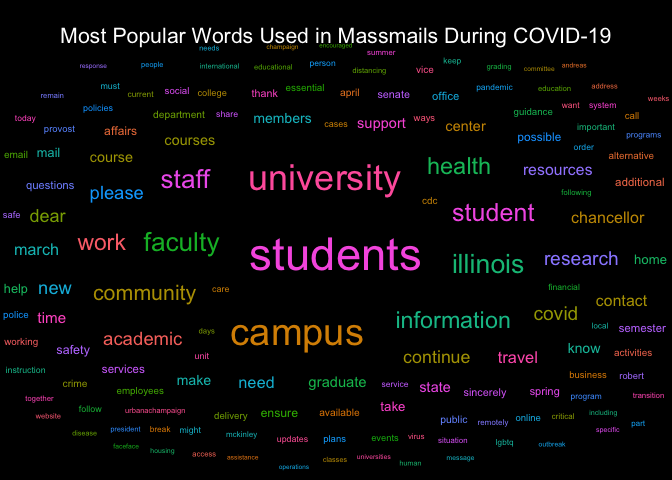 Most Popular Words Used in Massmails During COVID-19
needs champaign encouraged summer
response people international educational person distancing vice keep grading committee andreas
remain must current social college thank essential april senate office pandemic education address weeks
today policies provost affairs department share members cases support ways center guidance want system call programs
email mail course courses possible important order alternative
questions please staff university health resources additional
safe dear cdc student following chancellor
march work faculty students illinois research home
help new community care financial contact
police time campus information covid local semester
working safety academic days continue travel know activities
instruction crime services unit business robert
together employees make need graduate service state sincerely spring program transition
website follow urbanachampaign delivery ensure available take public remotely online critical including part
disease president break might mckinley updates plans events virus situation lgbtq outbreak specific
faceface housing access assistance operations classes universities human message